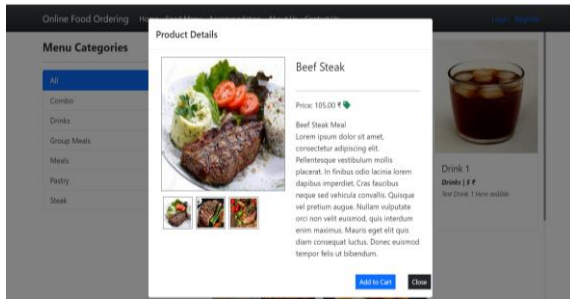 Online Food Ordering
Login Register
Product Details
Menu Categories
All
Combo
Drinks
Group Meals
Meals
Pastry
Steak
Beef Steak
Price: 105.00 ₹
Beef Steak Meal
Lorem ipsum dolor sit amet,
consectetur adipiscing elit.
Pellentesque vestibulum mollis
placerat. In finibus odio lacinia lorem
dapibus imperdiet. Cras faucibus
neque sed vehicula convallis. Quisque
vel pretium augue. Nullam vulputate
orci non velit euismod, quis interdum
enim maximus. Mauris eget elit quis
diam consequat luctus. Donec euismod
tempor felis ut bibendum.
Add to Cart
Close
Drink 1
Drinks | 5 ₹
Test Drink 1 Here